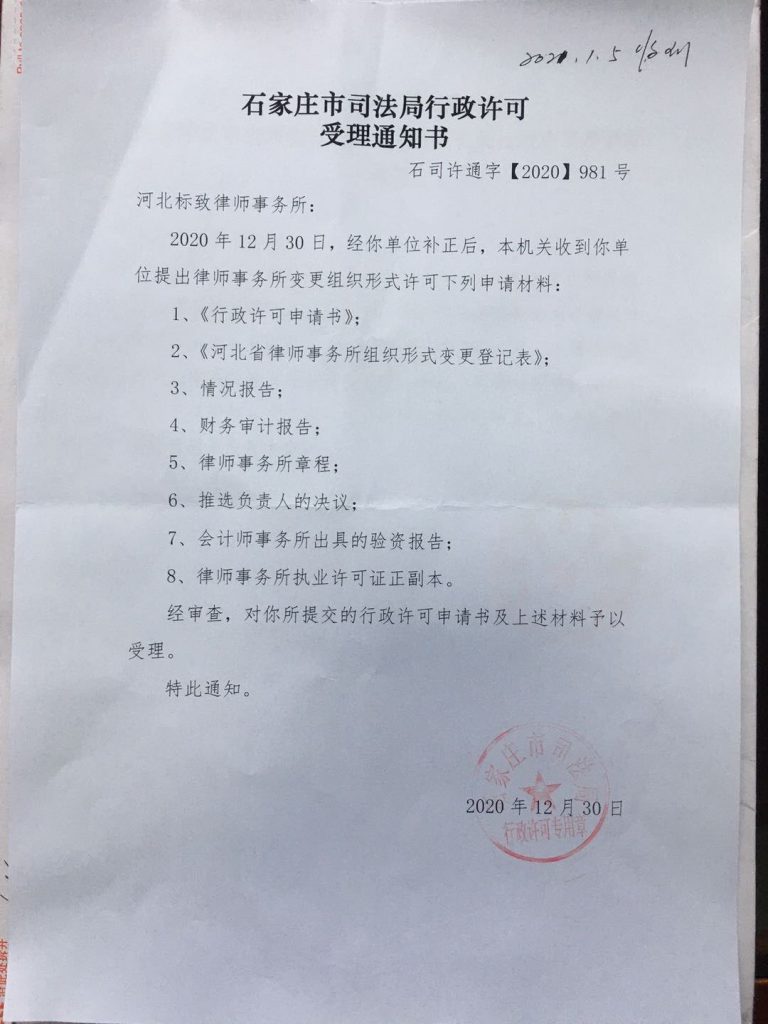 2021.1.5 收到
石家庄市司法局行政许可
受理通知书
石司许通字【2020】981号
河北标致律师事务所：
2020年12月30日，经你单位补正后，本机关收到你单
位提出律师事务所变更组织形式许可下列申请材料：
1、《行政许可申请书》；
2、《河北省律师事务所组织形式变更登记表》；
3、情况报告；
4、财务审计报告；
5、律师事务所章程；
6、推选负责人的决议；
7、会计师事务所出具的验资报告；
8、律师事务所执业许可证正副本。
经审查，对你所提交的行政许可申请书及上述材料予以
受理。
特此通知。
家庄市司法局
2020年12月30日
行政许可专用章